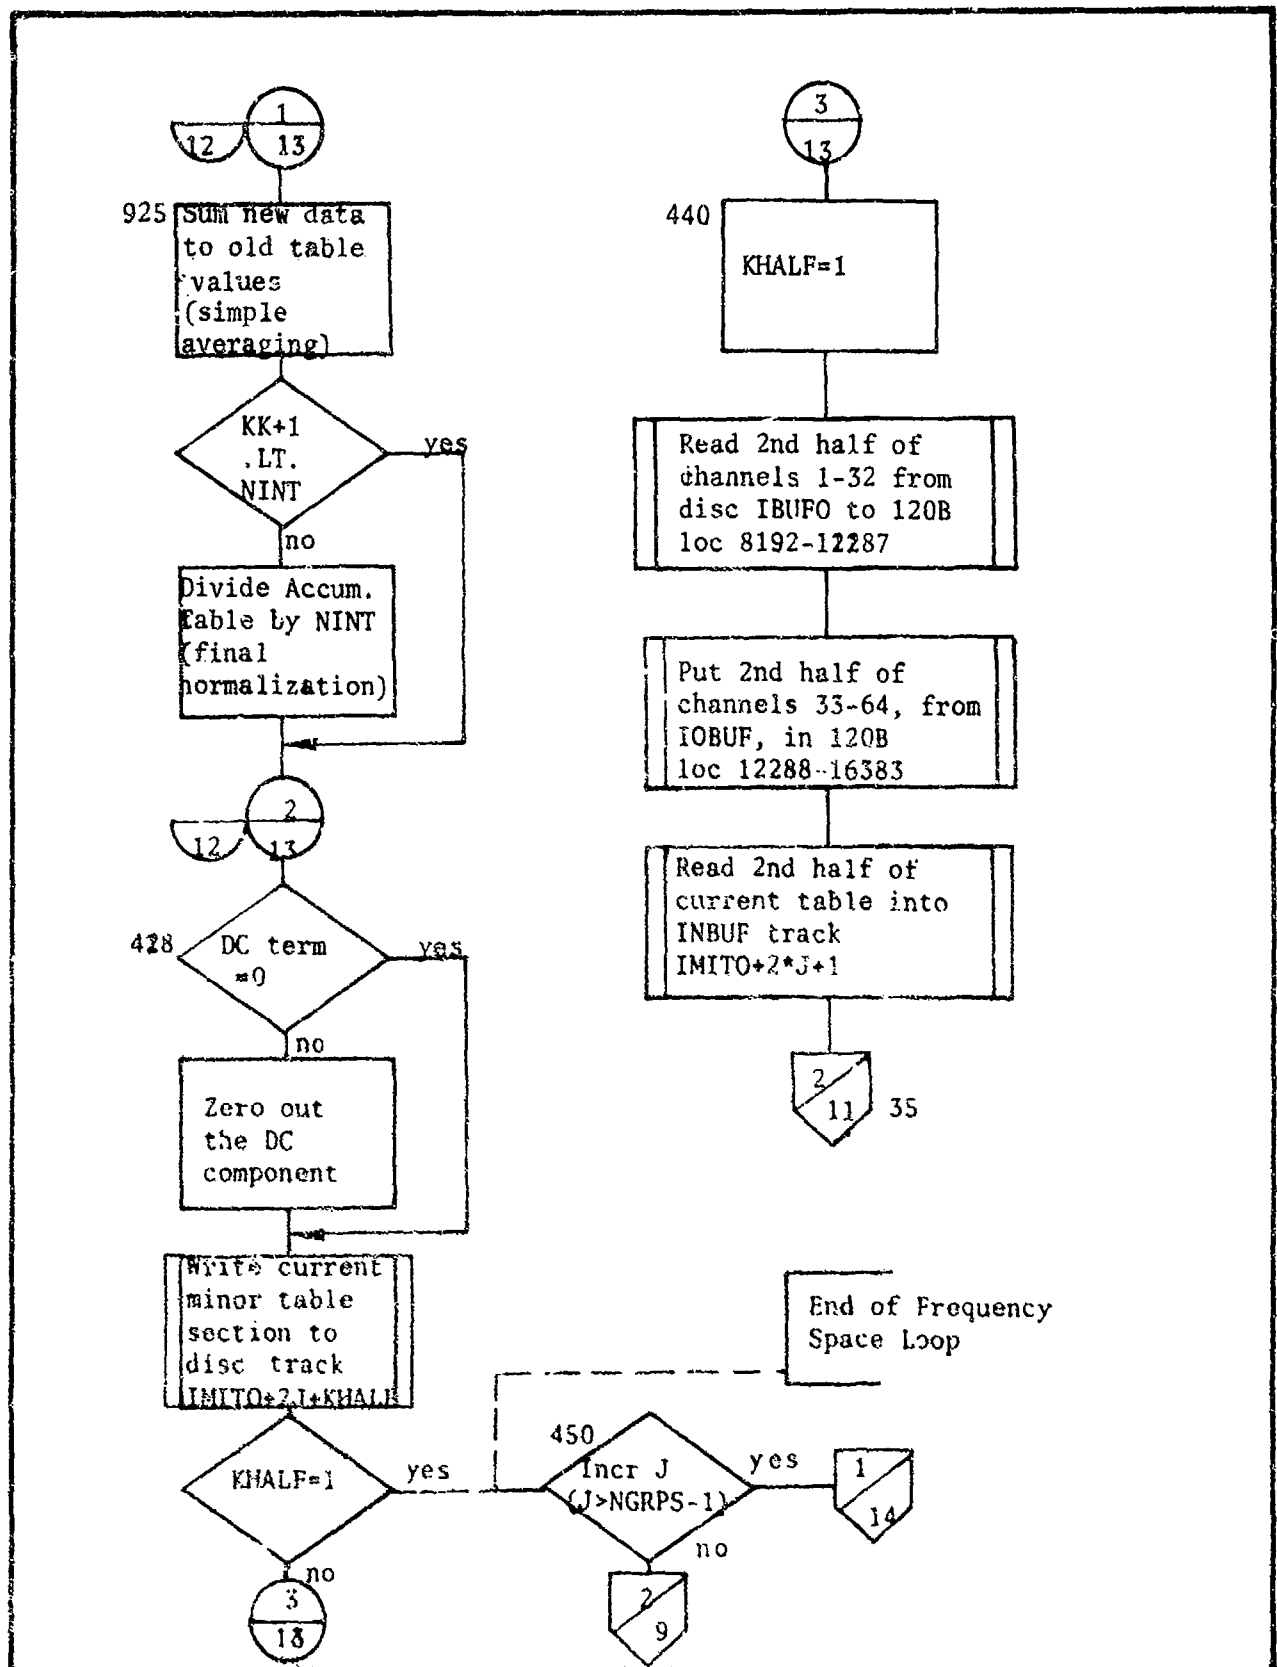 1
12
13
925
Sum new data
to old table
values
(simple
averaging)
KK+1
.LT.
NINT
yes
no
Divide Accum.
table by NINT
(final
normalization)
2
12
13
428
DC term
=0
yes
no
Zero out
the DC
component
Write current
minor table
section to
disc track
IMITO+2J+KHALF
KHALF=1
yes
no
3
13
3
13
440
KHALF=1
Read 2nd half of
channels 1-32 from
disc IBUFO to 120B
loc 8192-12287
Put 2nd half of
channels 33-64, from
IOBUF, in 120B
loc 12288-16383
Read 2nd half of
current table into
INBUF track
IMITO+2*J+1
2
11
35
End of Frequency
Space Loop
450
Incr J
(J>NGRPS-1)
yes
1
14
no
2
9